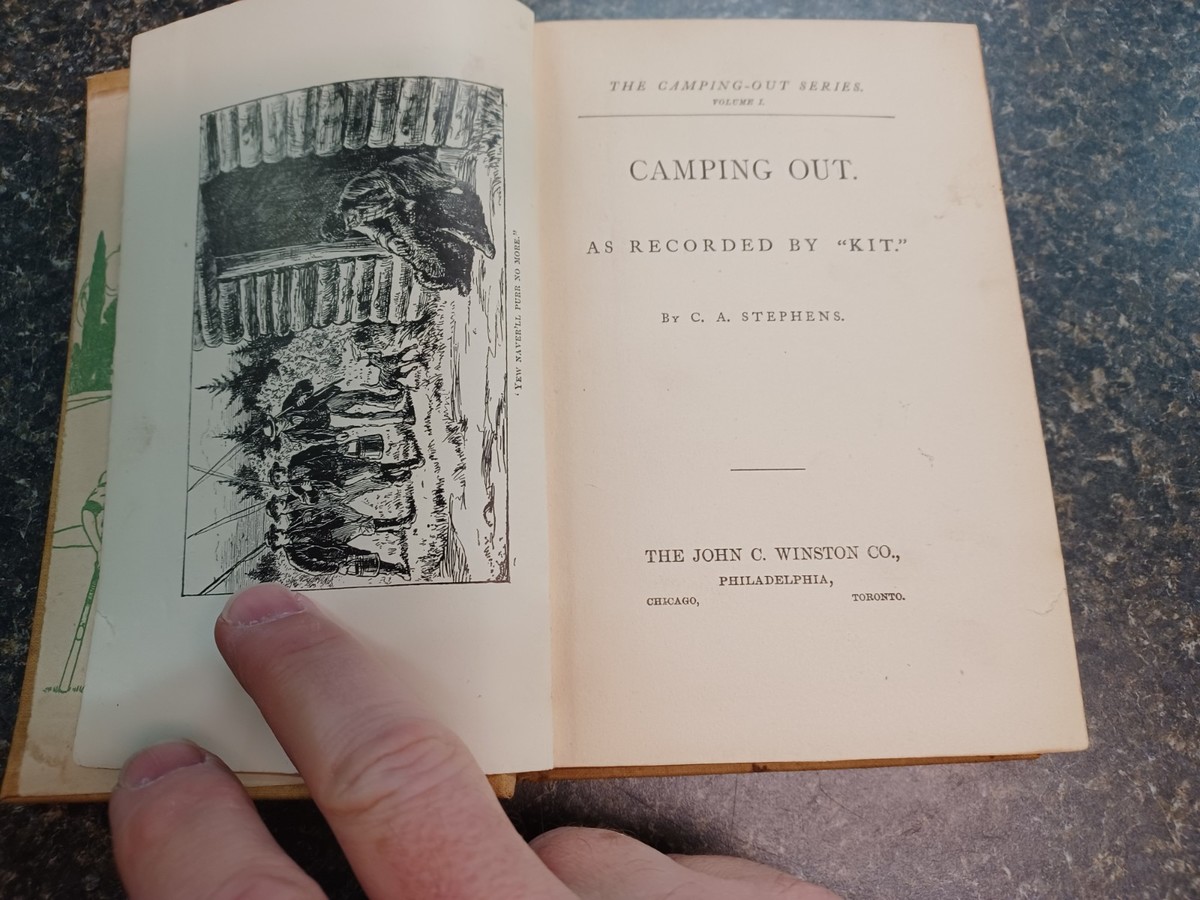 "YEW NAVER'LL PURR NO MORE."
THE CAMPING-OUT SERIES.
VOLUME I.
CAMPING OUT.
AS RECORDED BY "KIT."
By C. A. STEPHENS.
THE JOHN C. WINSTON CO.,
PHILADELPHIA,
CHICAGO, TORONTO.